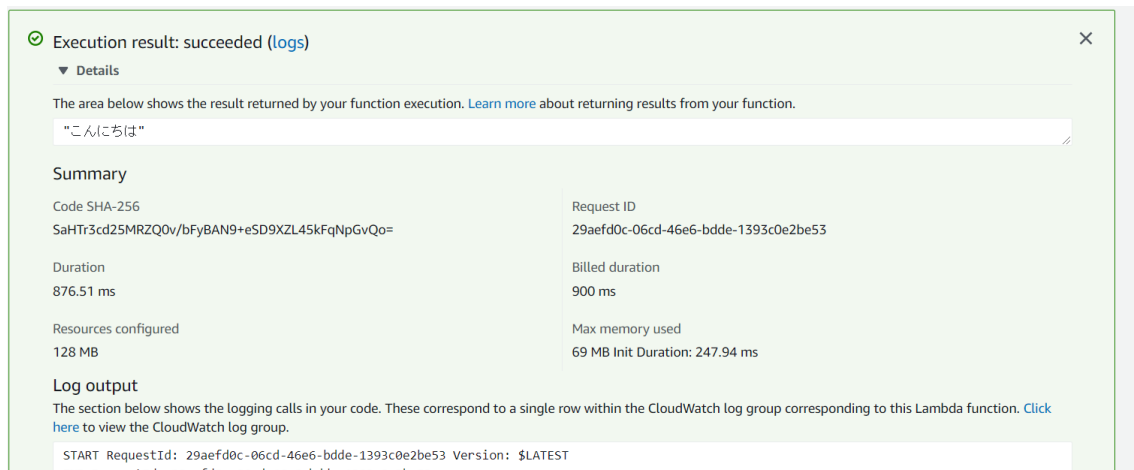 Execution result: succeeded (logs)
Details
The area below shows the result returned by your function execution. Learn more about returning results from your function.
"こんにちは"
Summary
Code SHA-256
SaHTr3cd25MRZQ0v/bFyBAN9+eSD9XZL45kFqNpGvQo=
Request ID
29aefd0c-06cd-46e6-bdde-1393c0e2be53
Duration
876.51 ms
Billed duration
900 ms
Resources configured
128 MB
Max memory used
69 MB Init Duration: 247.94 ms
Log output
The section below shows the logging calls in your code. These correspond to a single row within the CloudWatch log group corresponding to this Lambda function. Click
here to view the CloudWatch log group.
START RequestId: 29aefd0c-06cd-46e6-bdde-1393c0e2be53 Version: $LATEST